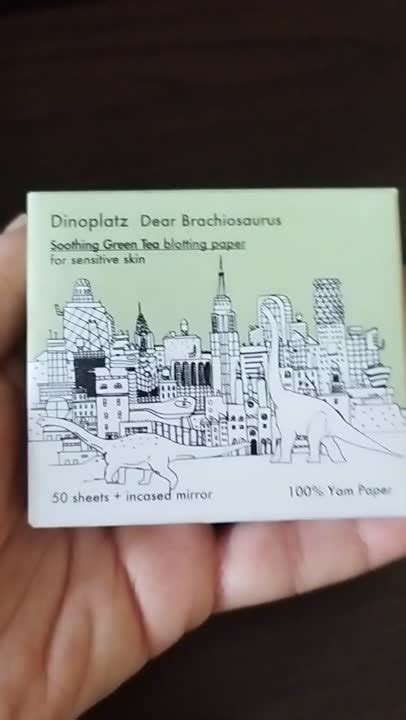 Dinoplatz Dear Brachiosaurus
Soothing Green Tea blotting paper
for sensitive skin
50 sheets + incased mirror
100% Yam Paper